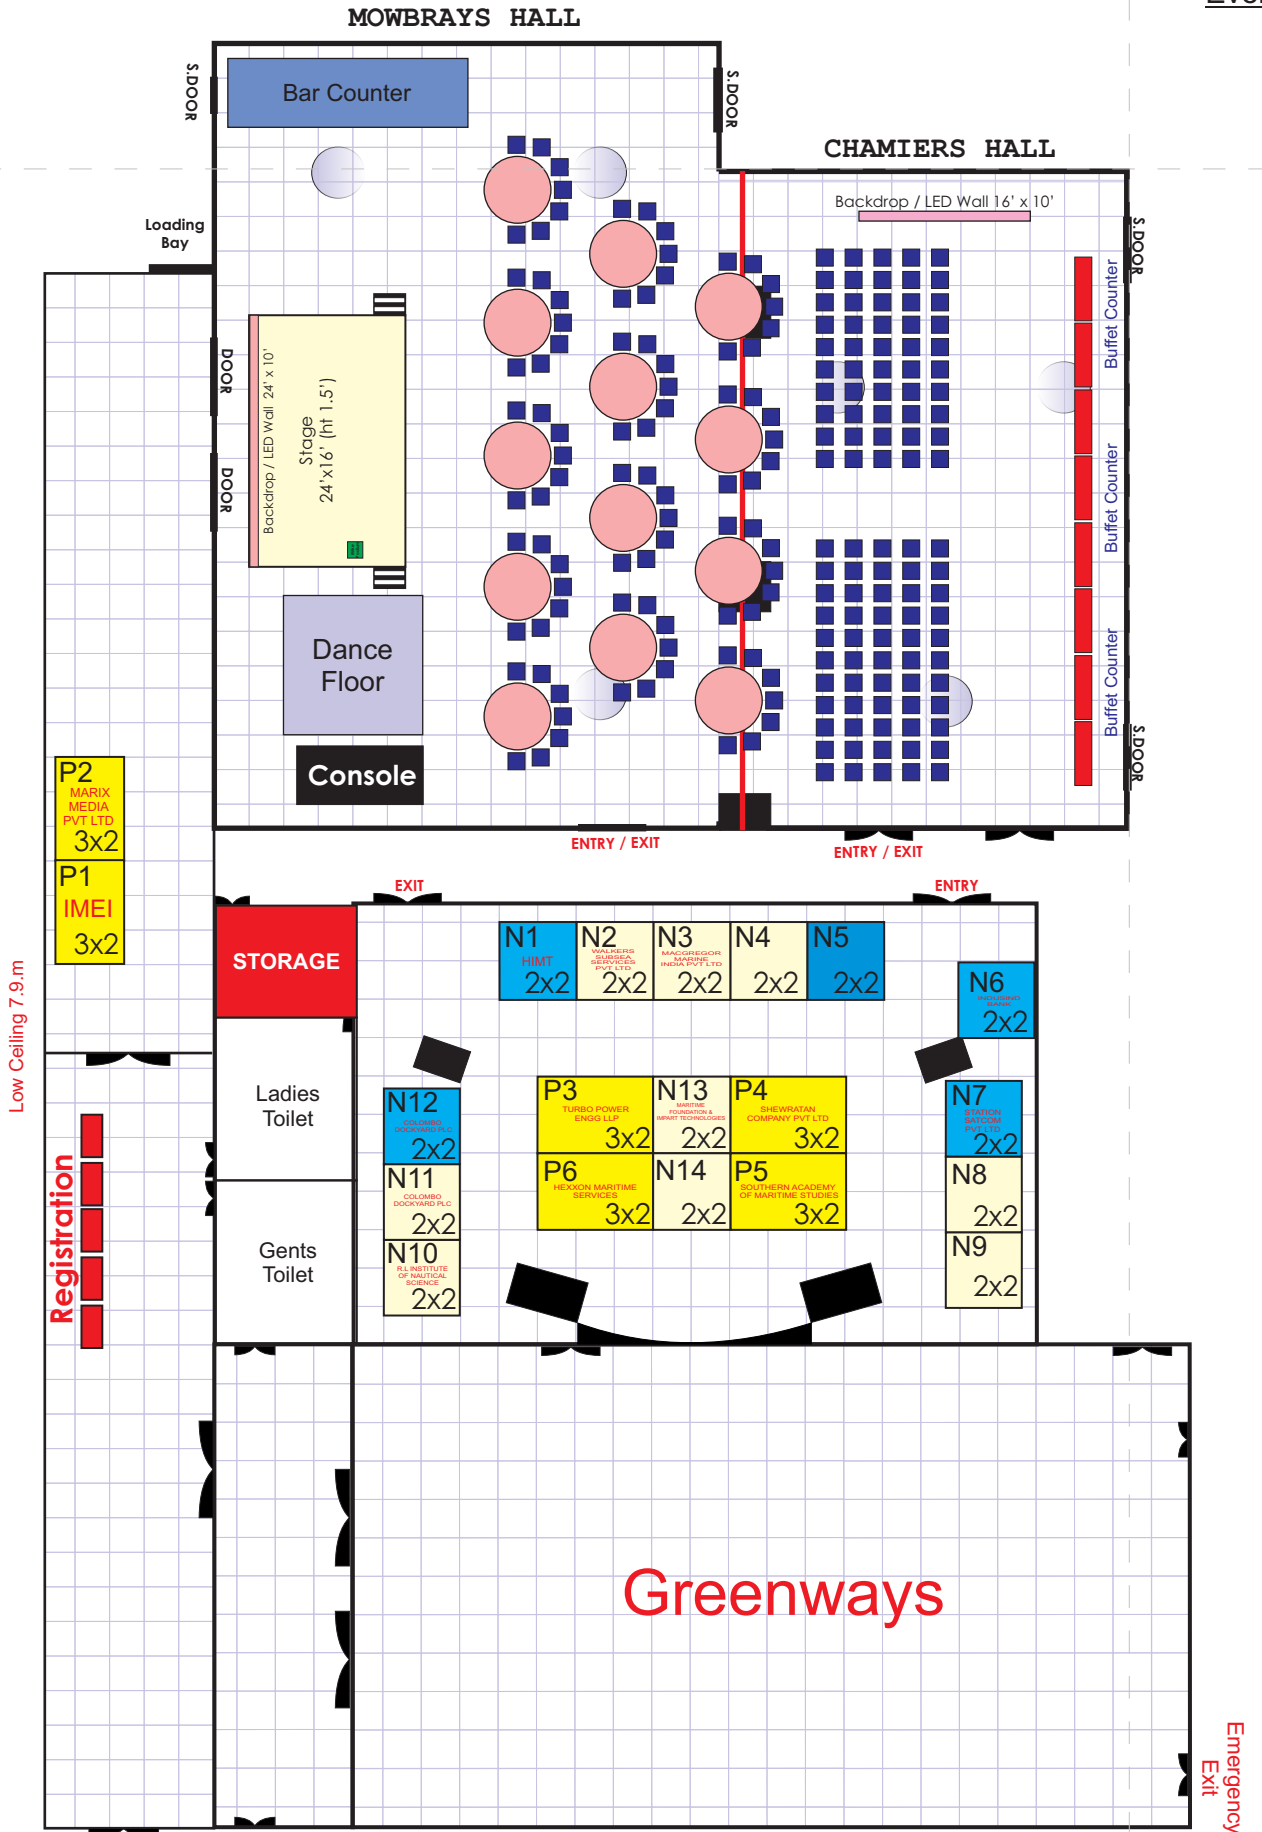 MOWBRAYS HALL
S.DOOR
Bar Counter
S.DOOR
CHAMIERS HALL
Backdrop / LED Wall 16' x 10'
S.DOOR
Loading
Bay
Buffet Counter
DOOR
Backdrop / LED Wall 24' x 10'
Stage
24'x16' (ht 1.5')
DOOR
Buffet Counter
Dance
Floor
Buffet Counter
S.DOOR
Console
P2
MARIX
MEDIA
PVT LTD
3x2
P1
IMEI
3x2
ENTRY / EXIT
ENTRY / EXIT
EXIT
ENTRY
STORAGE
N1
HIMT
2x2
N2
WALKERS
SUBSEA
SERVICES
PVT LTD
2x2
N3
MACGREGOR
MARINE
INDIA PVT LTD
2x2
N4
2x2
N5
2x2
N6
INDUSIND
BANK
2x2
Low Ceiling 7.9.m
Ladies
Toilet
N12
COLOMBO
DOCKYARD PLC
2x2
P3
TURBO POWER
ENGG LLP
3x2
N13
MARITIME
FOUNDATION &
IMPART TECHNOLOGIES
2x2
P4
SHEWRATAN
COMPANY PVT LTD
3x2
N7
STATION
SATCOM
PVT LTD
2x2
Registration
N11
COLOMBO
DOCKYARD PLC
2x2
P6
HEXXON MARITIME
SERVICES
3x2
N14
2x2
P5
SOUTHERN ACADEMY
OF MARITIME STUDIES
3x2
N8
2x2
Gents
Toilet
N10
R.L INSTITUTE
OF NAUTICAL
SCIENCE
2x2
N9
2x2
Greenways
Emergency
Exit